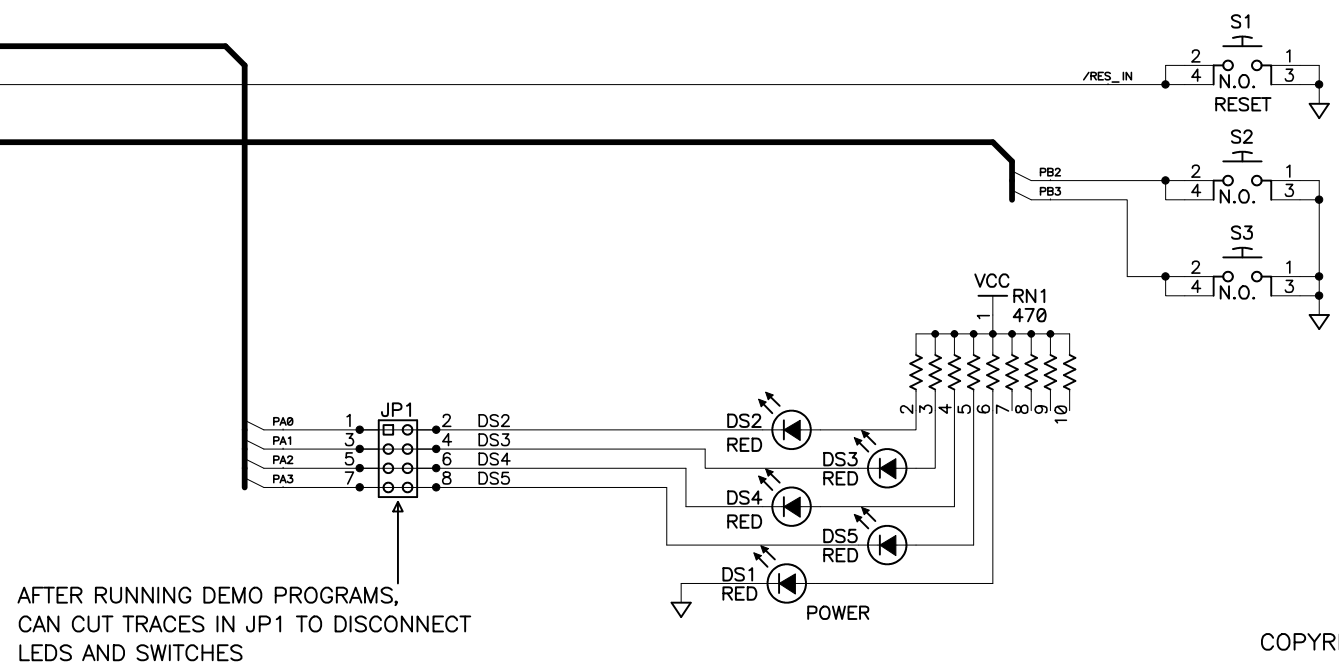 S1
2 1
/RES_IN
4 N.O. 3
RESET
S2
PB2
2 1
PB3
4 N.O. 3
S3
2 1
4 N.O. 3
VCC
1
RN1
470
2 3 4 5 6 7 8 9 10
JP1
PA0 1 2 DS2
PA1 3 4 DS3
PA2 5 6 DS4
PA3 7 8 DS5
DS2
RED
DS3
RED
DS4
RED
DS5
RED
DS1
RED
POWER
AFTER RUNNING DEMO PROGRAMS,
CAN CUT TRACES IN JP1 TO DISCONNECT
LEDS AND SWITCHES
COPYRI